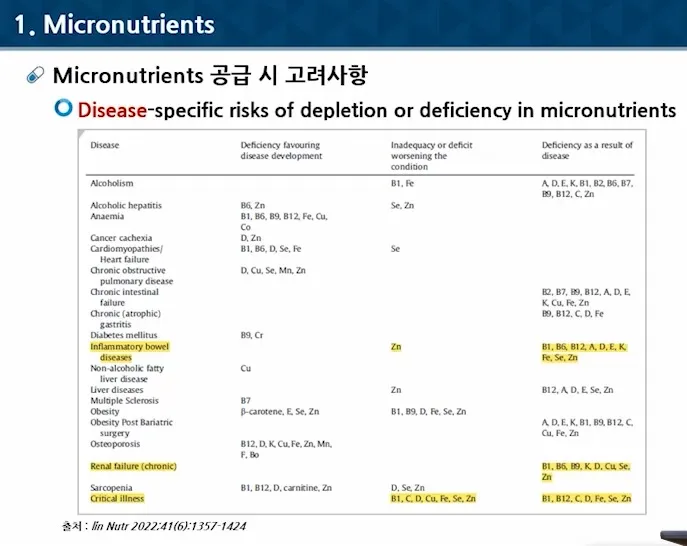 1. Micronutrients
Micronutrients 공급 시 고려사항
Disease-specific risks of depletion or deficiency in micronutrients
Disease Deficiency favouring disease development Inadequacy or deficit worsening the condition Deficiency as a result of disease
Alcoholism B1, Fe A, D, E, K, B1, B2, B6, B7, B9, B12, C, Zn
Alcoholic hepatitis B6, Zn Se, Zn
Anaemia B1, B6, B9, B12, Fe, Cu, Co
Cancer cachexia D, Zn
Cardiomyopathies/ Heart failure B1, B6, D, Se, Fe Se
Chronic obstructive pulmonary disease D, Cu, Se, Mn, Zn
Chronic intestinal failure B2, B7, B9, B12, A, D, E, K, Cu, Fe, Zn
Chronic (atrophic) gastritis B9, B12, C, D, Fe
Diabetes mellitus B9, Cr
Inflammatory bowel diseases Zn B1, B6, B12, A, D, E, K, Fe, Se, Zn
Non-alcoholic fatty liver disease Cu
Liver diseases Zn B12, A, D, E, Se, Zn
Multiple Sclerosis B7
Obesity β-carotene, E, Se, Zn B1, B9, D, Fe, Se, Zn
Obesity Post Bariatric surgery A, D, E, K, B1, B9, B12, C, Cu, Fe, Zn
Osteoporosis B12, D, K, Cu, Fe, Zn, Mn, F, Bo
Renal failure (chronic) B1, B6, B9, K, D, Cu, Se, Zn
Sarcopenia B1, B12, D, carnitine, Zn D, Se, Zn
Critical illness B1, C, D, Cu, Fe, Se, Zn B1, B12, C, D, Fe, Se, Zn
출처 : lin Nutr 2022;41(6):1357-1424